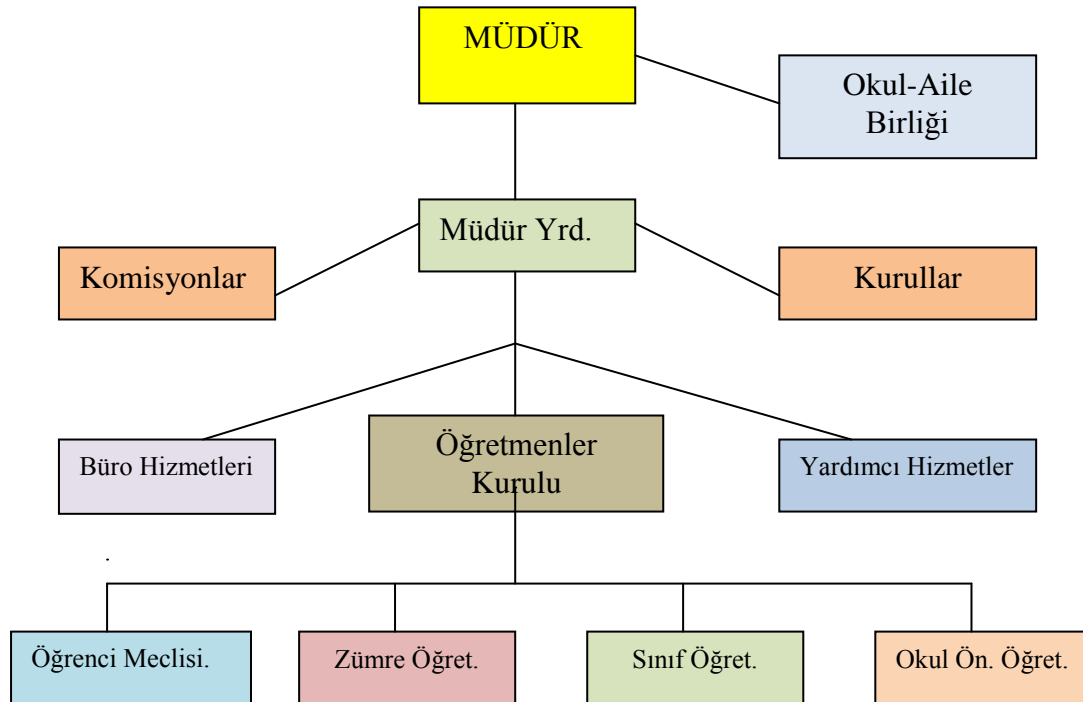 MÜDÜR
Okul-Aile
Birliği
Müdür Yrd.
Komisyonlar
Kurullar
Büro Hizmetleri
Öğretmenler
Kurulu
Yardımcı Hizmetler
.
Öğrenci Meclisi.
Zümre Öğret.
Sınıf Öğret.
Okul Ön. Öğret.